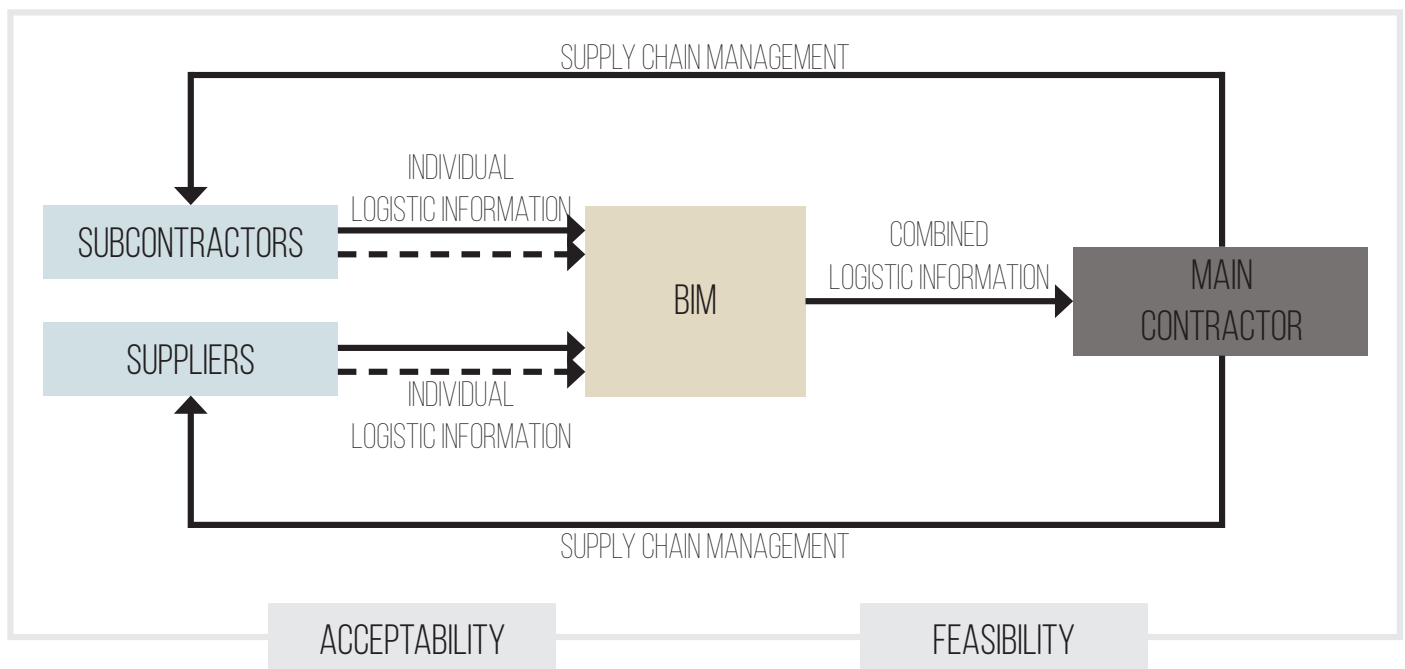 SUPPLY CHAIN MANAGEMENT
INDIVIDUAL
LOGISTIC INFORMATION
SUBCONTRACTORS
COMBINED
LOGISTIC INFORMATION
BIM
MAIN
CONTRACTOR
SUPPLIERS
INDIVIDUAL
LOGISTIC INFORMATION
SUPPLY CHAIN MANAGEMENT
ACCEPTABILITY
FEASIBILITY